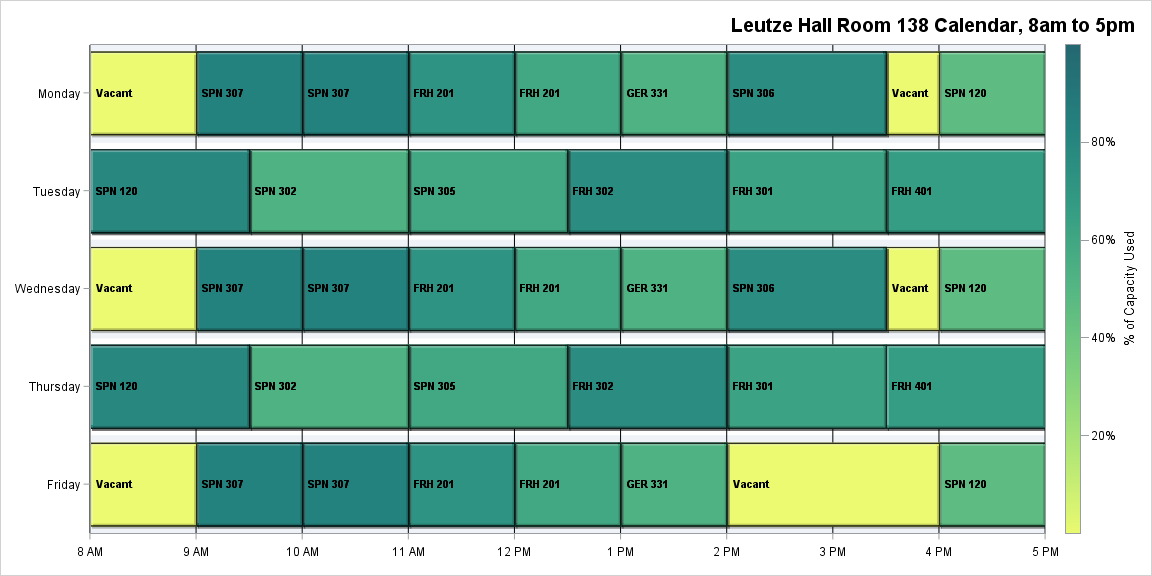 Leutze Hall Room 138 Calendar, 8am to 5pm
Monday
Vacant
SPN 307
SPN 307
FRH 201
FRH 201
GER 331
SPN 306
Vacant
SPN 120
Tuesday
SPN 120
SPN 302
SPN 305
FRH 302
FRH 301
FRH 401
Wednesday
Vacant
SPN 307
SPN 307
FRH 201
FRH 201
GER 331
SPN 306
Vacant
SPN 120
Thursday
SPN 120
SPN 302
SPN 305
FRH 302
FRH 301
FRH 401
Friday
Vacant
SPN 307
SPN 307
FRH 201
FRH 201
GER 331
Vacant
SPN 120
8 AM
9 AM
10 AM
11 AM
12 PM
1 PM
2 PM
3 PM
4 PM
5 PM
80%
60%
40%
20%
% of Capacity Used